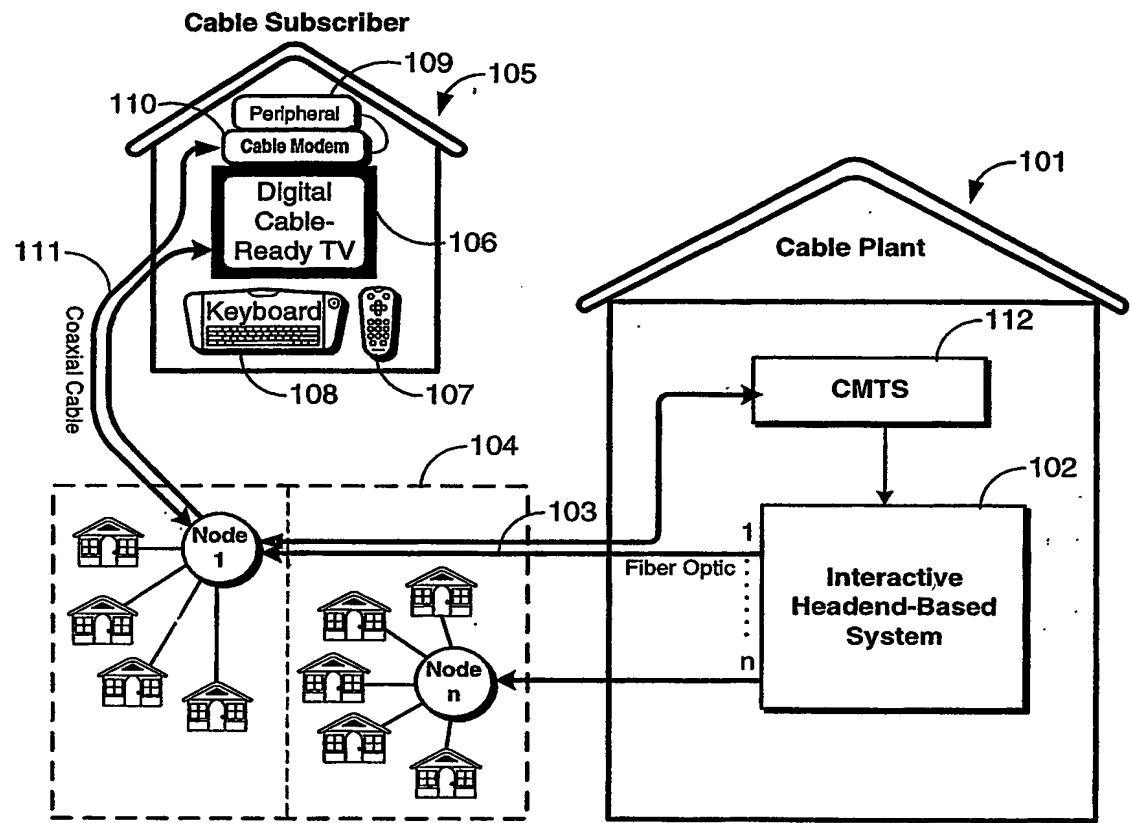 Cable Subscriber
109
105
110
Peripheral
Cable Modem
101
Digital
Cable-
Ready TV
106
Cable Plant
111
Keyboard
Coaxial Cable
112
108
107
CMTS
104
102
103
Node
1
1
Fiber Optic
Interactive
Headend-Based
System
Node
n
n